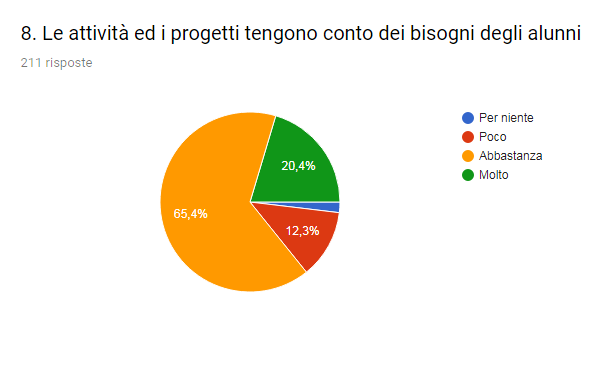 8. Le attività ed i progetti tengono conto dei bisogni degli alunni
211 risposte
Per niente
Poco
Abbastanza
Molto
20,4%
65,4%
12,3%